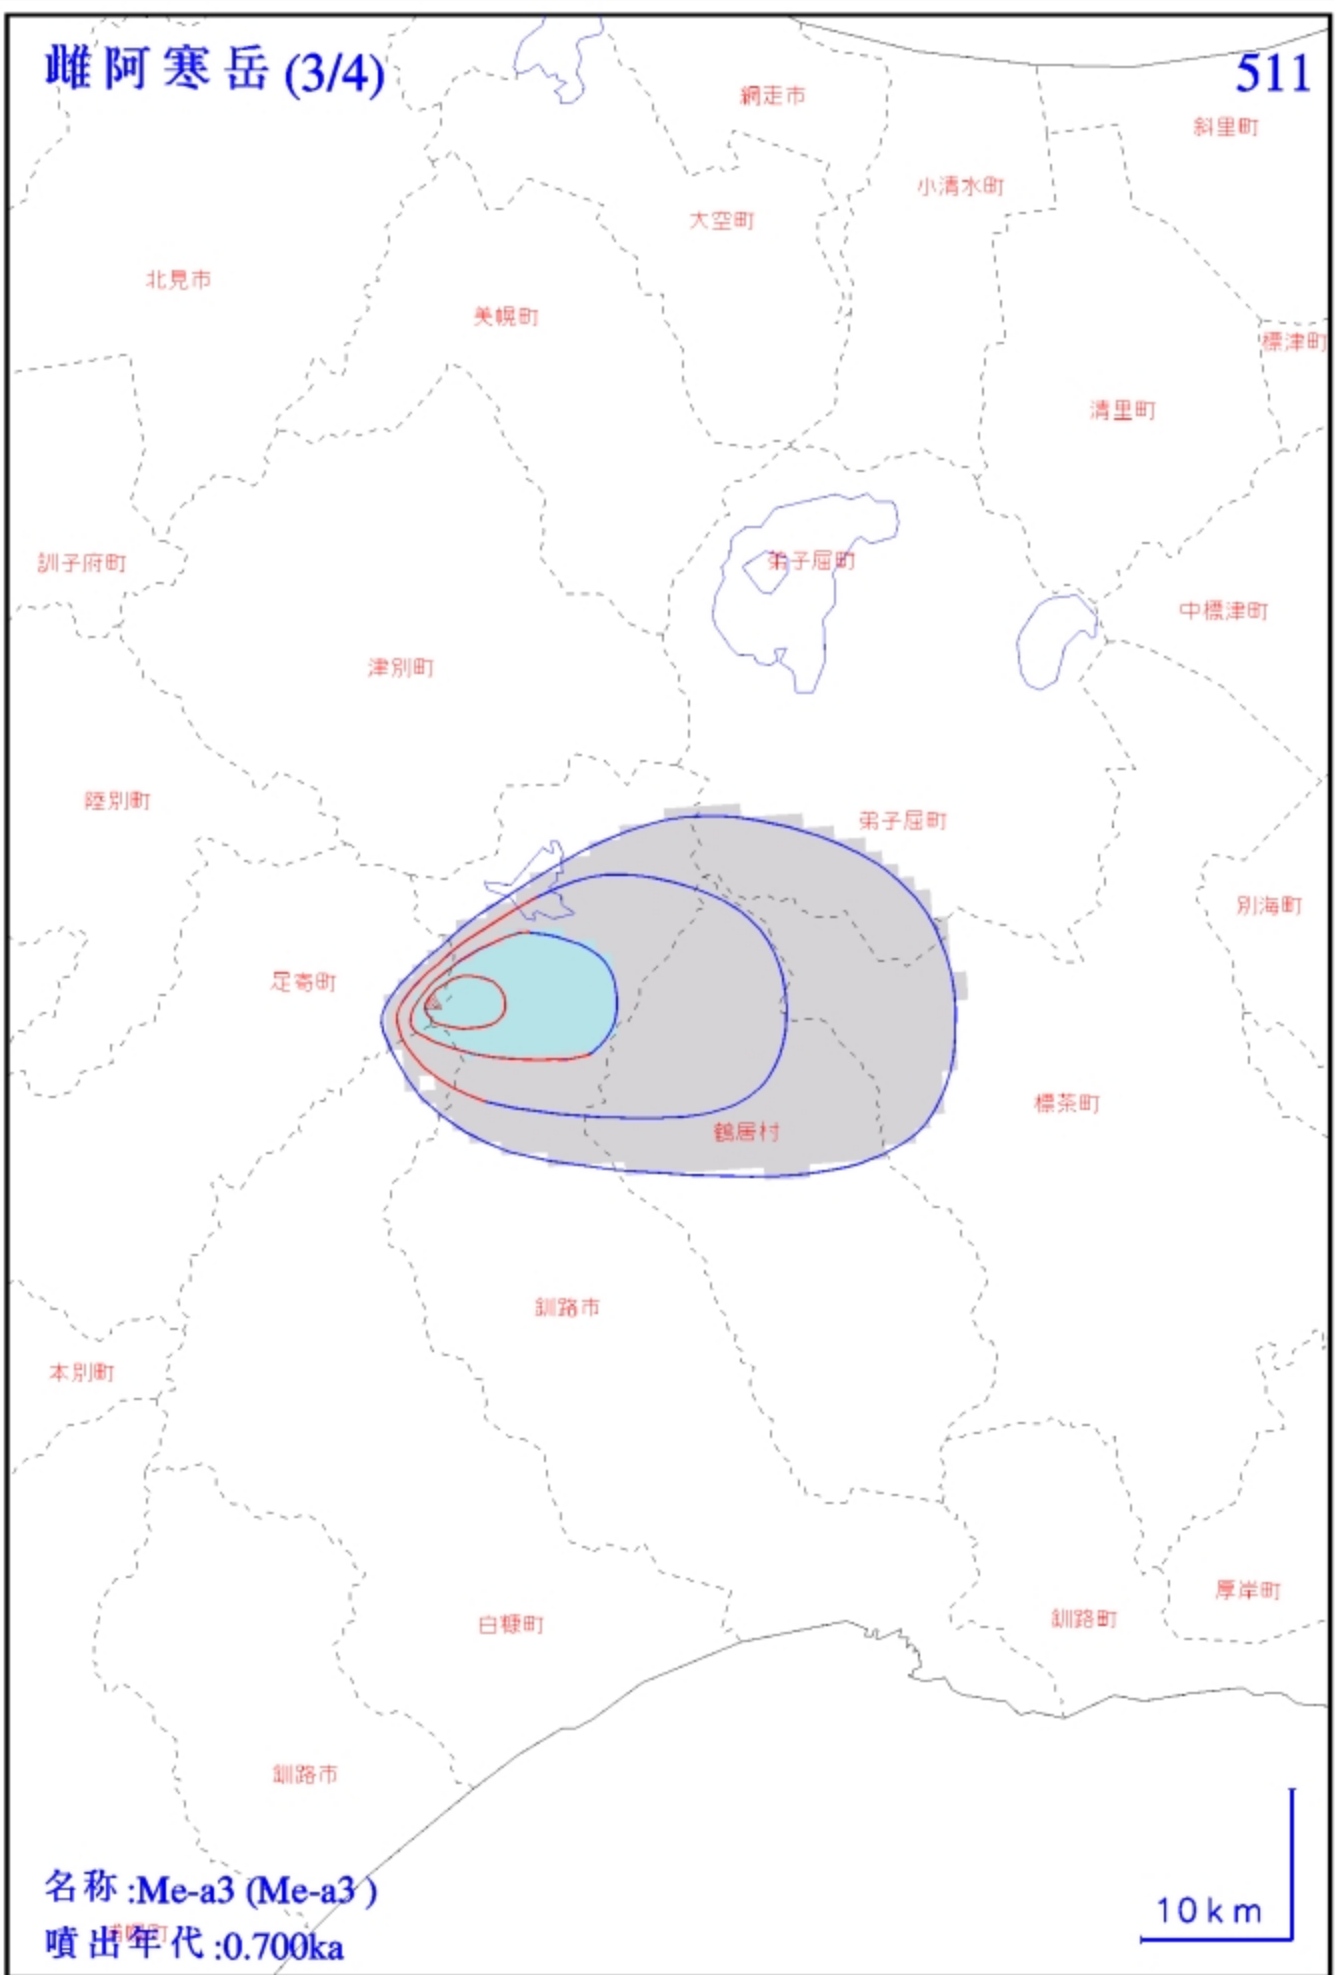 雌阿寒岳 (3/4)
511
網走市
斜里町
小清水町
大空町
北見市
美幌町
標津町
清里町
訓子府町
弟子屈町
中標津町
津別町
陸別町
弟子屈町
別海町
足寄町
標茶町
鶴居村
釧路市
本別町
厚岸町
釧路町
白糠町
釧路市
名称:Me-a3 (Me-a3 )
浦幌町
噴出年代:0.700ka
10km